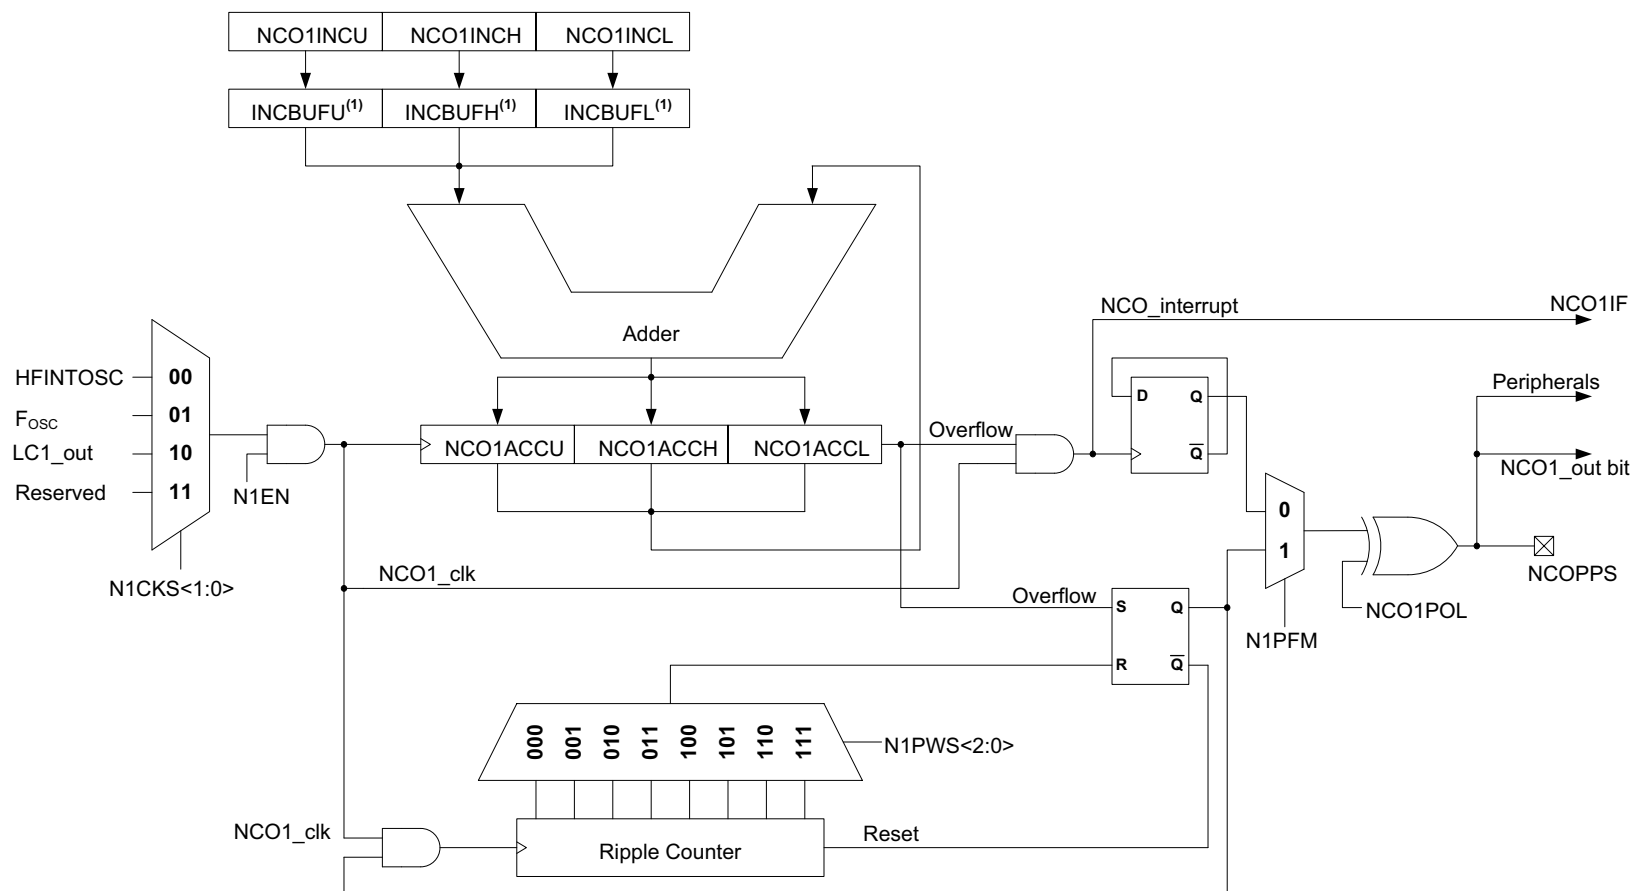 NCO1INCU NCO1INCH NCO1INCL
INCBUFU(1) INCBUFH(1) INCBUFL(1)
Adder
NCO_interrupt
NCO1IF
HFINTOSC 00
FOSC 01
LC1_out 10
Reserved 11
N1CKS<1:0>
N1EN
NCO1ACCU NCO1ACCH NCO1ACCL
Overflow
D Q
Q̅
Peripherals
NCO1_out bit
NCO1_clk
0
1
N1PFM
NCO1POL
NCOPPS
Overflow
S Q
R Q̅
000 001 010 011 100 101 110 111
N1PWS<2:0>
NCO1_clk
Ripple Counter
Reset